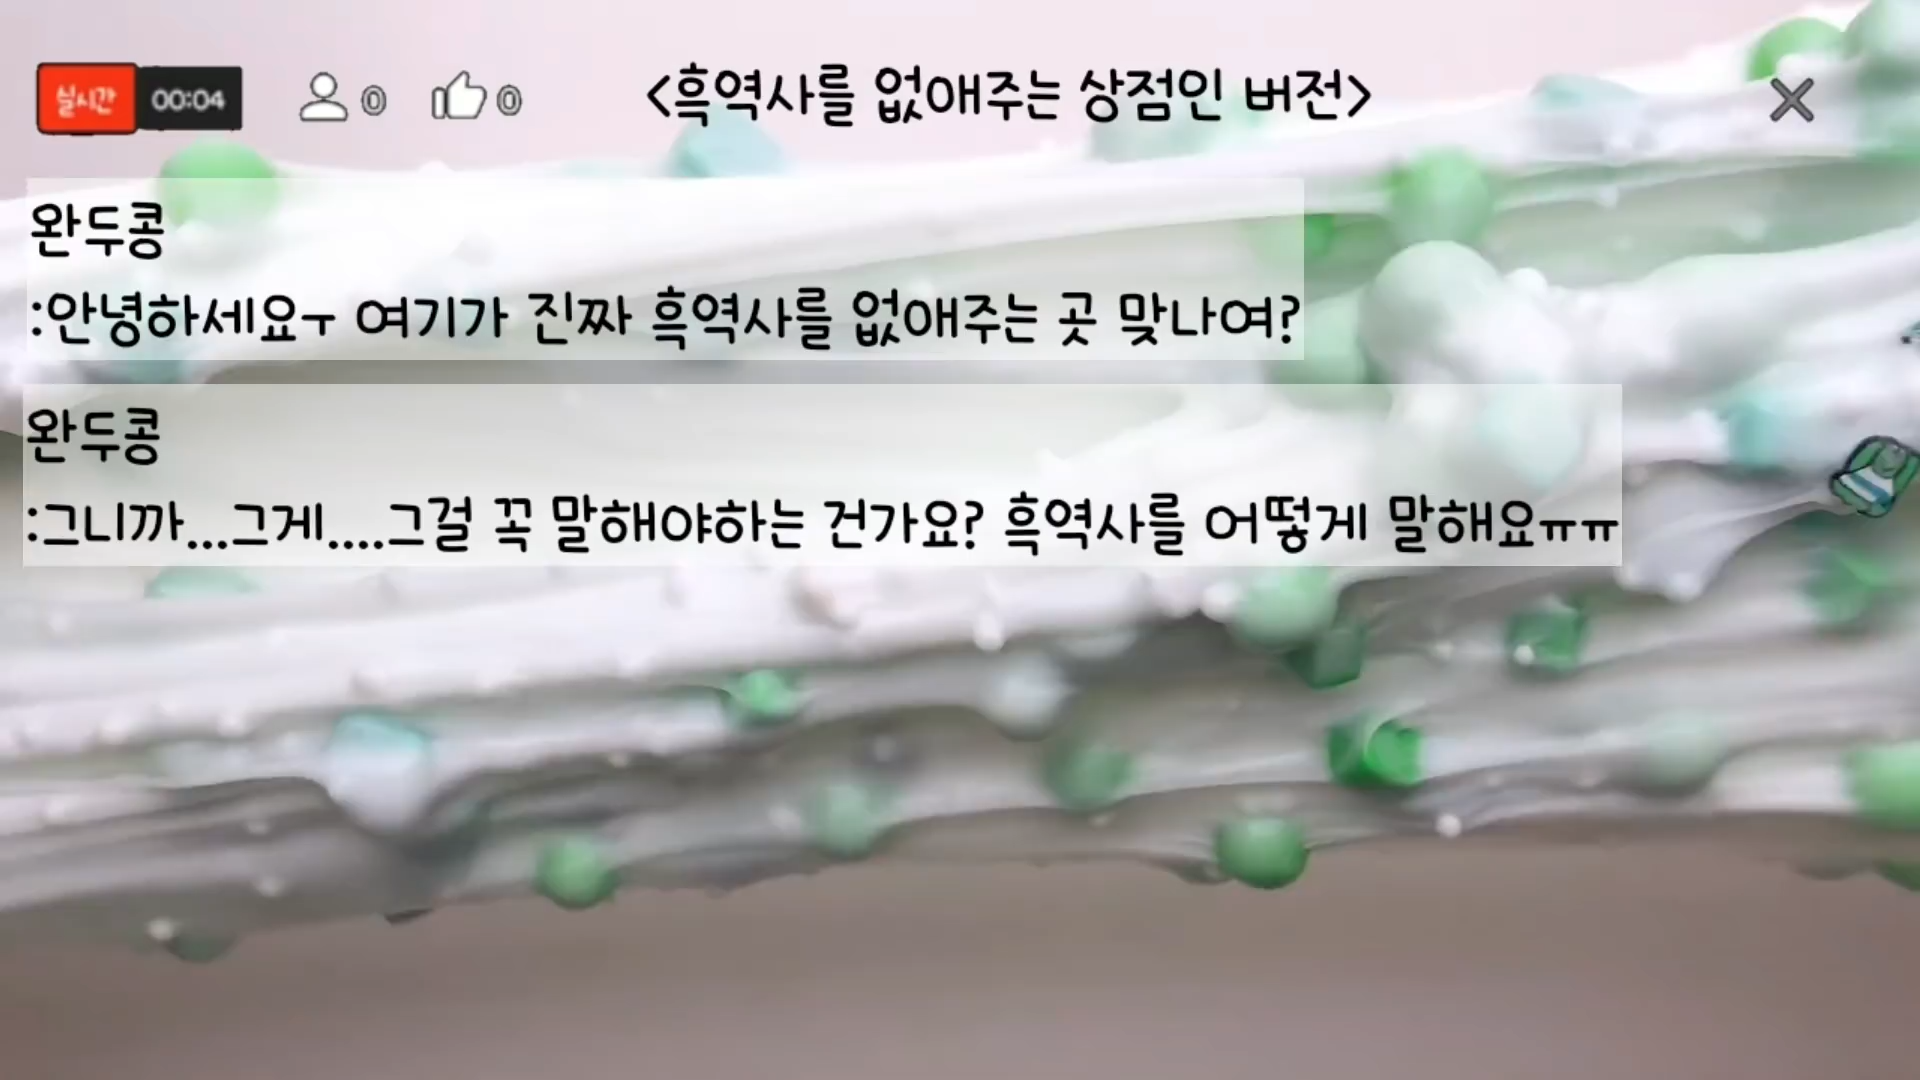 실시간 00:04 0 0 <흑역사를 없애주는 상점인 버전>
완두콩
:안녕하세요ㅜ 여기가 진짜 흑역사를 없애주는 곳 맞나여?
완두콩
:그니까...그게....그걸 꼭 말해야하는 건가요? 흑역사를 어떻게 말해요ㅠㅠ